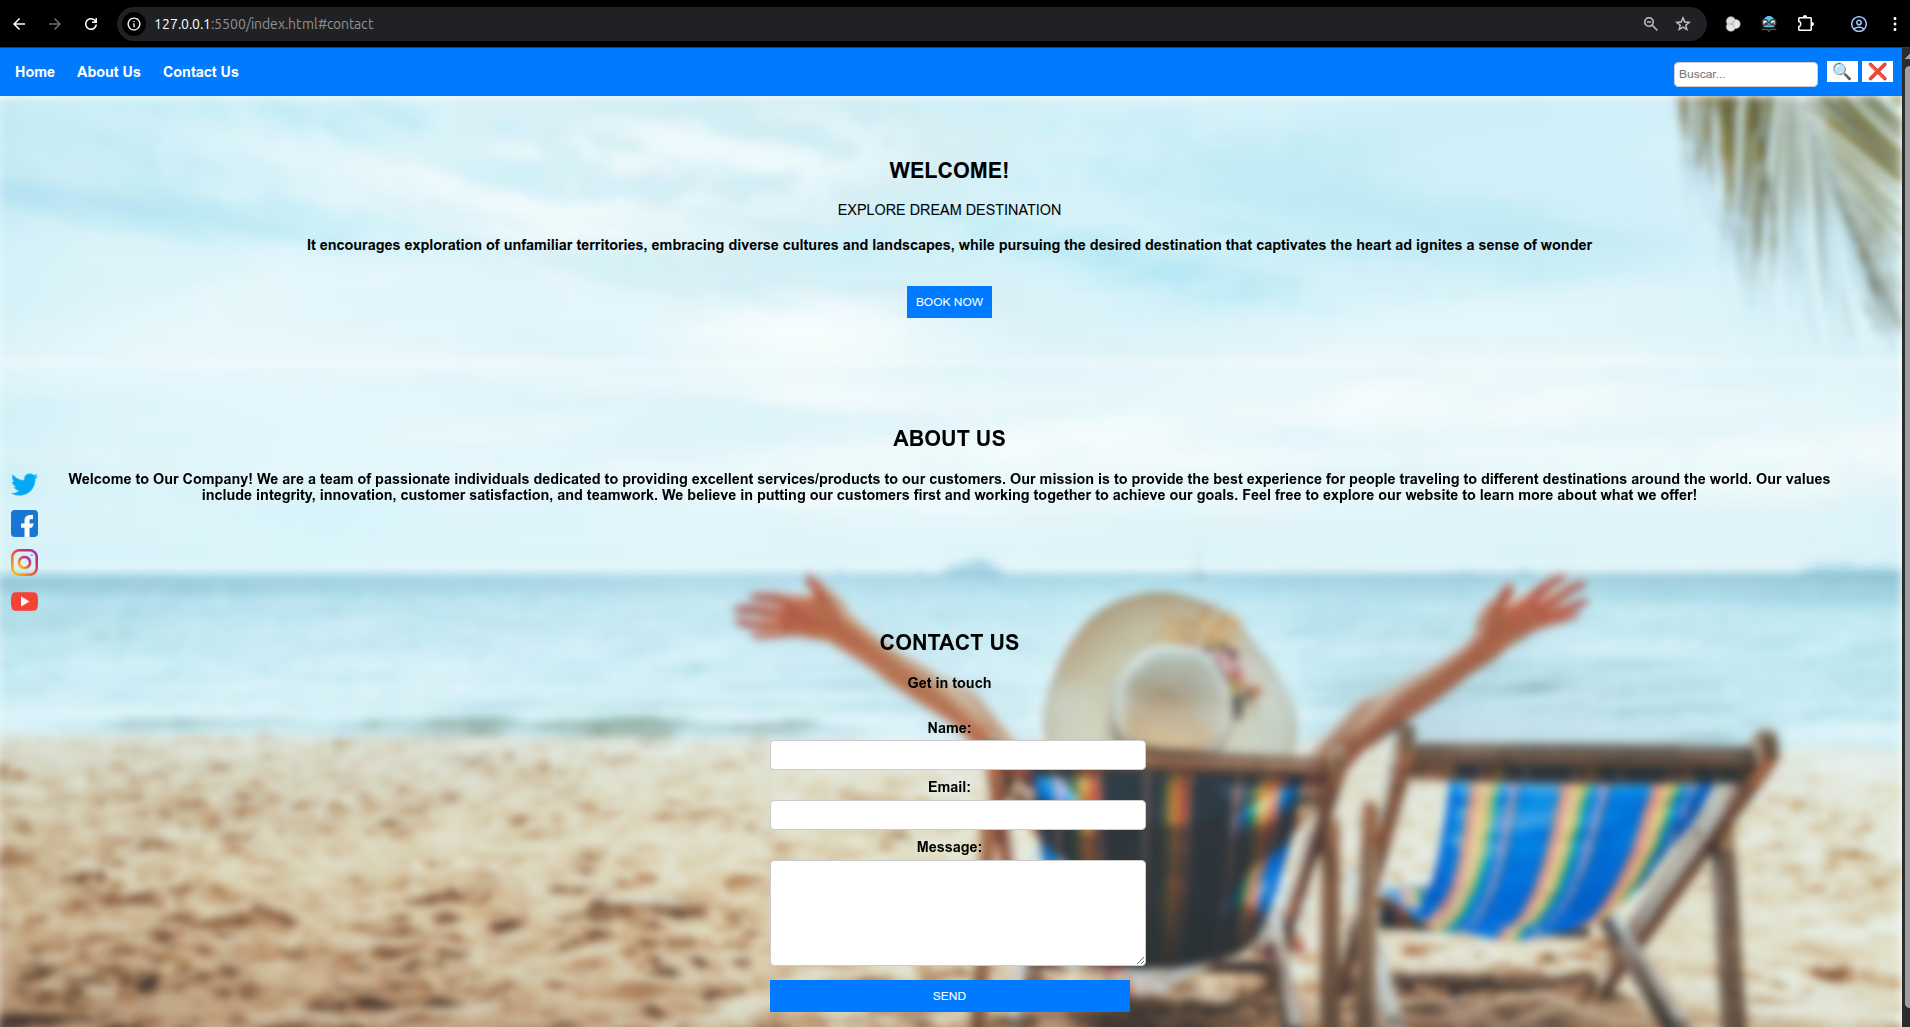 127.0.0.1:5500/index.html#contact
Home About Us Contact Us Buscar...
WELCOME!
EXPLORE DREAM DESTINATION
It encourages exploration of unfamiliar territories, embracing diverse cultures and landscapes, while pursuing the desired destination that captivates the heart ad ignites a sense of wonder
BOOK NOW
ABOUT US
Welcome to Our Company! We are a team of passionate individuals dedicated to providing excellent services/products to our customers. Our mission is to provide the best experience for people traveling to different destinations around the world. Our values
include integrity, innovation, customer satisfaction, and teamwork. We believe in putting our customers first and working together to achieve our goals. Feel free to explore our website to learn more about what we offer!
CONTACT US
Get in touch
Name:
Email:
Message:
SEND